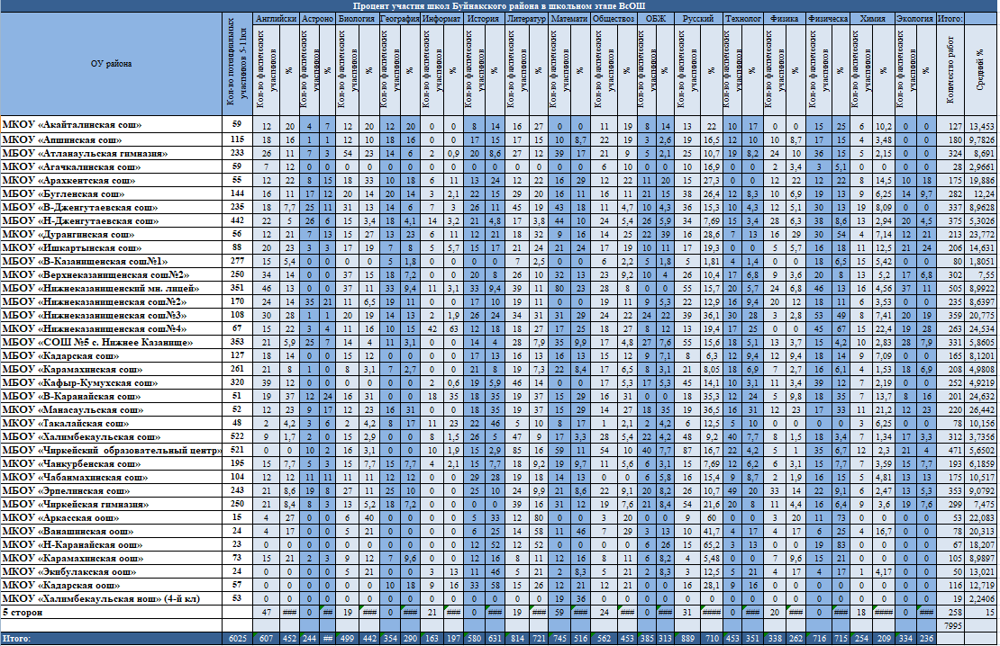 Процент участия школ Буйнакского района в школьном этапе ВсОШ
ОУ района Кол-во потенциальных участников 5-11кл Английски Астроно Биология География Информат История Литератур Математи Обществоз ОБЖ Русский Технолог Физика Физическа Химия Экология Итого:
Кол-во фактических участников % Кол-во фактических участников % Кол-во фактических участников % Кол-во фактических участников % Кол-во фактических участников % Кол-во фактических участников % Кол-во фактических участников % Кол-во фактических участников % Кол-во фактических участников % Кол-во фактических участников % Кол-во фактических участников % Кол-во фактических участников % Кол-во фактических участников % Кол-во фактических участников % Кол-во фактических участников % Кол-во фактических участников % Количество работ Средний %
МКОУ «Акайталинская сош» 59 12 20 4 7 12 20 12 20 0 0 8 14 16 27 0 0 11 19 8 14 13 22 10 17 0 0 15 25 6 10,2 0 0 127 13,453
МКОУ «Апшинская сош» 115 18 16 1 1 12 10 18 16 0 0 17 15 17 15 10 8,7 22 19 3 2,6 19 16,5 12 10 10 8,7 17 15 4 3,48 0 0 180 9,7826
МБОУ «Атланаульская гимназия» 233 26 11 7 3 54 23 14 6 2 0,9 20 8,6 27 12 39 17 21 9 5 2,1 25 10,7 19 8,2 24 10 36 15 5 2,15 0 0 324 8,691
МКОУ «Агачкалинская сош» 59 7 12 0 0 0 0 0 0 0 0 0 0 0 0 0 0 6 10 0 0 10 16,9 0 0 2 3,4 3 5,1 0 0 0 0 28 2,9661
МКОУ «Арахкентская сош» 55 12 22 8 15 18 33 10 18 6 11 13 24 12 22 16 29 12 22 11 20 15 27,3 0 0 12 22 12 22 8 14,5 10 18 175 19,886
МБОУ «Бугленская сош» 144 16 11 17 12 20 14 20 14 3 2,1 22 15 29 20 16 11 16 11 21 15 38 26,4 12 8,3 10 6,9 19 13 9 6,25 14 9,7 282 12,24
МБОУ «В-Дженгутаевская сош» 235 18 7,7 25 11 31 13 14 6 7 3 26 11 45 19 43 18 11 4,7 10 4,3 36 15,3 10 4,3 12 5,1 30 13 19 8,09 0 0 337 8,9628
МБОУ «Н-Дженгутаевская сош» 442 22 5 26 6 15 3,4 18 4,1 14 3,2 21 4,8 17 3,8 44 10 24 5,4 26 5,9 34 7,69 15 3,4 28 6,3 38 8,6 13 2,94 20 4,5 375 5,3026
МКОУ «Дурангинская сош» 56 12 21 7 13 15 27 13 23 6 11 12 21 18 32 9 16 14 25 22 39 16 28,6 7 13 16 29 30 54 4 7,14 12 21 213 23,772
МКОУ «Ишкартынская сош» 88 20 23 3 3 17 19 7 8 5 5,7 15 17 21 24 21 24 17 19 10 11 17 19,3 0 0 5 5,7 16 18 11 12,5 21 24 206 14,631
МБОУ «В-Казанищенская сош№1» 277 15 5,4 0 0 0 0 5 1,8 0 0 0 0 7 2,5 0 0 6 2,2 5 1,8 5 1,81 4 1,4 0 0 18 6,5 15 5,42 0 0 80 1,8051
МБОУ «Верхнеказанищенская сош№2» 250 34 14 0 0 37 15 18 7,2 0 0 20 8 26 10 32 13 23 9,2 10 4 26 10,4 17 6,8 9 3,6 20 8 13 5,2 17 6,8 302 7,55
МБОУ «Нижнеказанищенский мн. лицей» 351 46 13 0 0 37 11 33 9,4 11 3,1 33 9,4 39 11 80 23 28 8 0 0 55 15,7 20 5,7 24 6,8 46 13 16 4,56 37 11 505 8,9922
МБОУ «Нижнеказанищенская сош№2» 170 24 14 35 21 11 6,5 19 11 0 0 17 10 19 11 0 0 19 11 9 5,3 22 12,9 16 9,4 20 12 18 11 6 3,53 0 0 235 8,6397
МБОУ «Нижнеказанищенская сош№3» 108 30 28 1 1 20 19 14 13 2 1,9 26 24 34 31 31 29 24 22 24 22 39 36,1 30 28 3 2,8 53 49 8 7,41 20 19 359 20,775
МКОУ «Нижнеказанищенская сош№4» 67 15 22 3 4 11 16 10 15 42 63 12 18 18 27 17 25 18 27 8 12 13 19,4 17 25 0 0 45 67 15 22,4 19 28 263 24,534
МБОУ «СОШ №5 с. Нижнее Казанище» 353 21 5,9 25 7 14 4 11 3,1 0 0 14 4 28 7,9 35 9,9 17 4,8 27 7,6 55 15,6 18 5,1 13 3,7 15 4,2 10 2,83 28 7,9 331 5,8605
МБОУ «Кадарская сош» 127 18 14 0 0 15 12 0 0 0 0 17 13 16 13 16 13 15 12 9 7,1 8 6,3 12 9,4 12 9,4 18 14 9 7,09 0 0 165 8,1201
МБОУ «Карамахинская сош» 261 21 8 1 0 8 3,1 7 2,7 0 0 21 8 19 7,3 22 8,4 17 6,5 8 3,1 21 8,05 18 6,9 7 2,7 16 6,1 4 1,53 18 6,9 208 4,9808
МБОУ «Кафыр-Кумухская сош» 320 39 12 0 0 0 0 0 0 2 0,6 19 5,9 46 14 0 0 17 5,3 17 5,3 45 14,1 10 3,1 11 3,4 39 12 7 2,19 0 0 252 4,9219
МБОУ «В-Каранайская сош» 51 19 37 12 24 16 31 0 0 18 35 18 35 19 37 15 29 16 31 0 0 18 35,3 12 24 5 9,8 18 35 7 13,7 8 16 201 24,632
МКОУ «Манасаульская сош» 52 12 23 9 17 12 23 16 31 0 0 18 35 19 37 15 29 14 27 18 35 19 36,5 16 31 12 23 17 33 11 21,2 12 23 220 26,442
МКОУ «Такалайская сош» 48 2 4,2 3 6 2 4,2 8 17 11 23 22 46 5 10 8 17 1 2,1 2 4,2 6 12,5 5 10 0 0 0 0 3 6,25 0 0 78 10,156
МБОУ «Халимбекаульская сош» 522 9 1,7 2 0 15 2,9 0 0 8 1,5 26 5 47 9 17 3,3 28 5,4 22 4,2 48 9,2 40 7,7 8 1,5 18 3,4 7 1,34 17 3,3 312 3,7356
МБОУ «Чиркейский образовательный центр» 521 0 0 10 2 16 3,1 0 0 10 1,9 15 2,9 85 16 59 11 54 10 40 7,7 87 16,7 22 4,2 5 1 35 6,7 12 2,3 21 4 471 5,6502
МБОУ «Чанкурбенская сош» 195 15 7,7 5 3 15 7,7 15 7,7 4 2,1 15 7,7 18 9,2 19 9,7 11 5,6 6 3,1 15 7,69 12 6,2 6 3,1 15 7,7 7 3,59 15 7,7 193 6,1859
МКОУ «Чабанмахинская сош» 104 12 12 11 11 11 11 12 12 0 0 29 28 19 18 14 13 0 0 6 5,8 16 15,4 9 8,7 2 1,9 16 15 5 4,81 13 13 175 10,517
МБОУ «Эрпелинская сош» 243 21 8,6 19 8 27 11 25 10 0 0 25 10 24 9,9 21 8,6 22 9,1 20 8,2 26 10,7 49 20 33 14 22 9,1 6 2,47 13 5,3 353 9,0792
МБОУ «Чиркейская гимназия» 250 21 8,4 8 3 13 5,2 18 7,2 0 0 0 0 39 16 31 12 19 7,6 21 8,4 54 21,6 20 8 11 4,4 16 6,4 9 3,6 19 7,6 299 7,475
МКОУ «Аркасская оош» 15 4 27 0 0 6 40 0 0 0 0 5 33 12 80 0 0 3 20 0 0 9 60 0 0 3 20 11 73 0 0 0 0 53 22,083
МКОУ «Ванашинская оош» 24 4 17 0 0 5 21 0 0 0 0 6 25 14 58 11 46 7 29 3 13 10 41,7 4 17 4 17 6 25 4 16,7 0 0 78 20,313
МКОУ «Н-Каранайская оош» 23 0 0 0 0 0 0 0 0 0 0 12 52 12 52 0 0 0 0 6 26 15 65,2 3 13 0 0 19 83 0 0 0 0 67 18,207
МКОУ «Карамахинская оош» 73 15 21 2 3 9 12 7 9,6 0 0 12 16 8 11 12 16 8 11 6 8,2 4 5,48 0 0 7 9,6 15 21 0 0 0 0 105 8,9897
МКОУ «Экибулакская оош» 24 0 0 0 0 5 21 0 0 3 13 11 46 5 21 2 8,3 5 21 2 8,3 3 12,5 5 21 4 17 4 17 1 4,17 0 0 50 13,021
МКОУ «Кадарская оош» 57 0 0 0 0 0 0 10 18 9 16 33 58 15 26 12 21 12 21 0 0 16 28,1 9 16 0 0 0 0 0 0 0 0 116 12,719
МКОУ «Халимбекаульская нош» (4-й кл) 53 0 0 0 0 0 0 0 0 0 0 0 0 0 0 19 36 0 0 0 0 0 0 0 0 0 0 0 0 0 0 0 0 19 2,2406
5 сторон 47 ### 0 ## 19 ### 0 ### 21 ### 0 ### 19 ### 59 ### 24 ### 0 ### 31 #### 0 ### 20 ### 0 ### 18 #### 0 ### 258 15
7995
Итого: 6025 607 452 244 ## 499 442 354 290 163 197 580 631 814 721 745 516 562 453 385 313 889 710 453 351 338 262 716 715 254 209 334 236